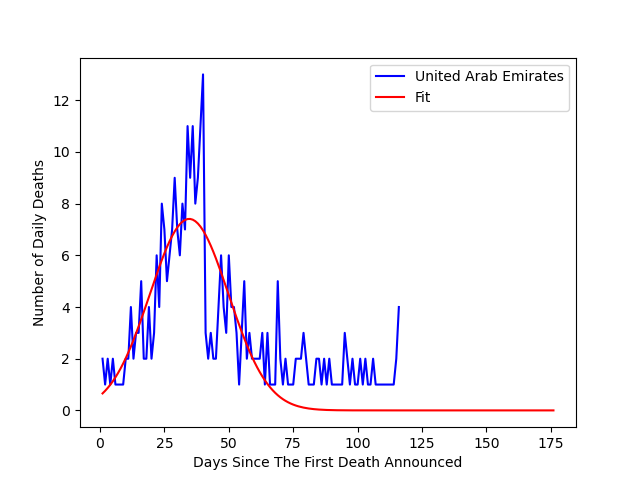 United Arab Emirates
Fit
12
10
8
6
4
2
0
Number of Daily Deaths
0 25 50 75 100 125 150 175
Days Since The First Death Announced